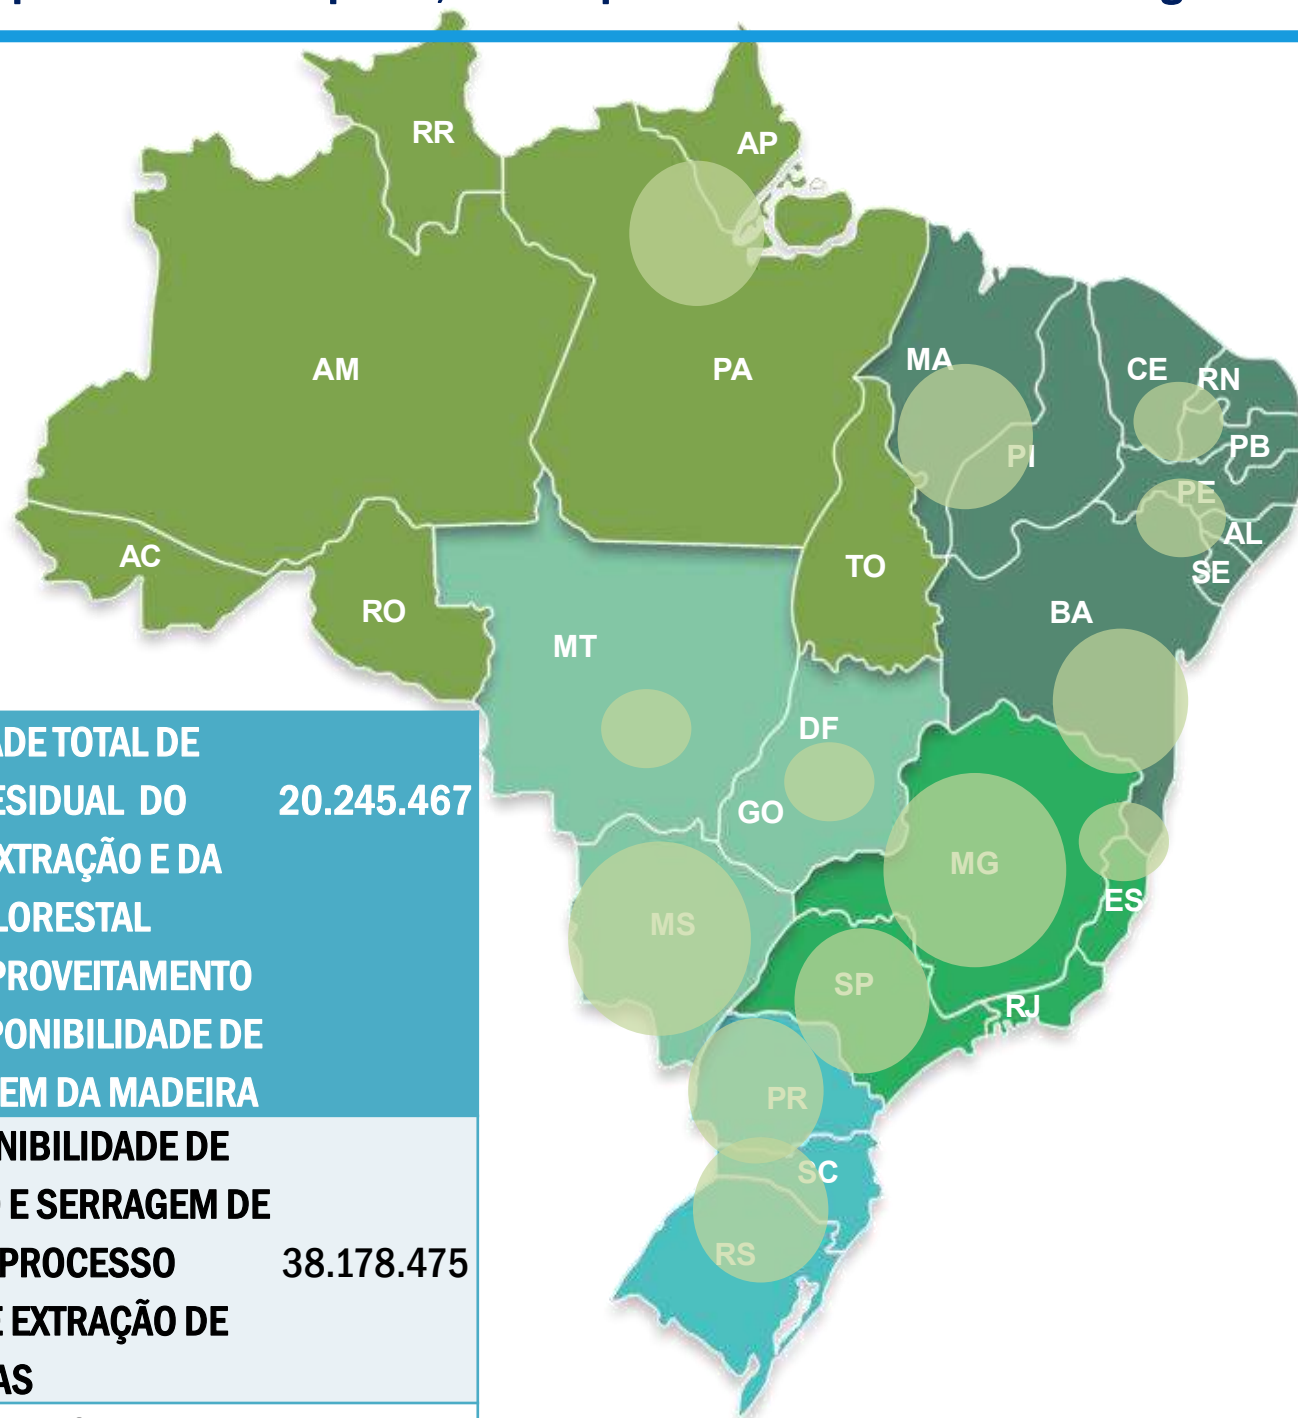 RR
AP
AM
PA
MA
CE
RN
PI
PB
PE
AL
SE
AC
TO
RO
BA
MT
DF
GO
MG
ES
MS
SP
RJ
PR
SC
RS
ADE TOTAL DE
ESIDUAL DO 20.245.467
XTRAÇÃO E DA
LORESTAL
PROVEITAMENTO
PONIBILIDADE DE
EM DA MADEIRA
NIBILIDADE DE
E SERRAGEM DE
PROCESSO 38.178.475
E EXTRAÇÃO DE
AS